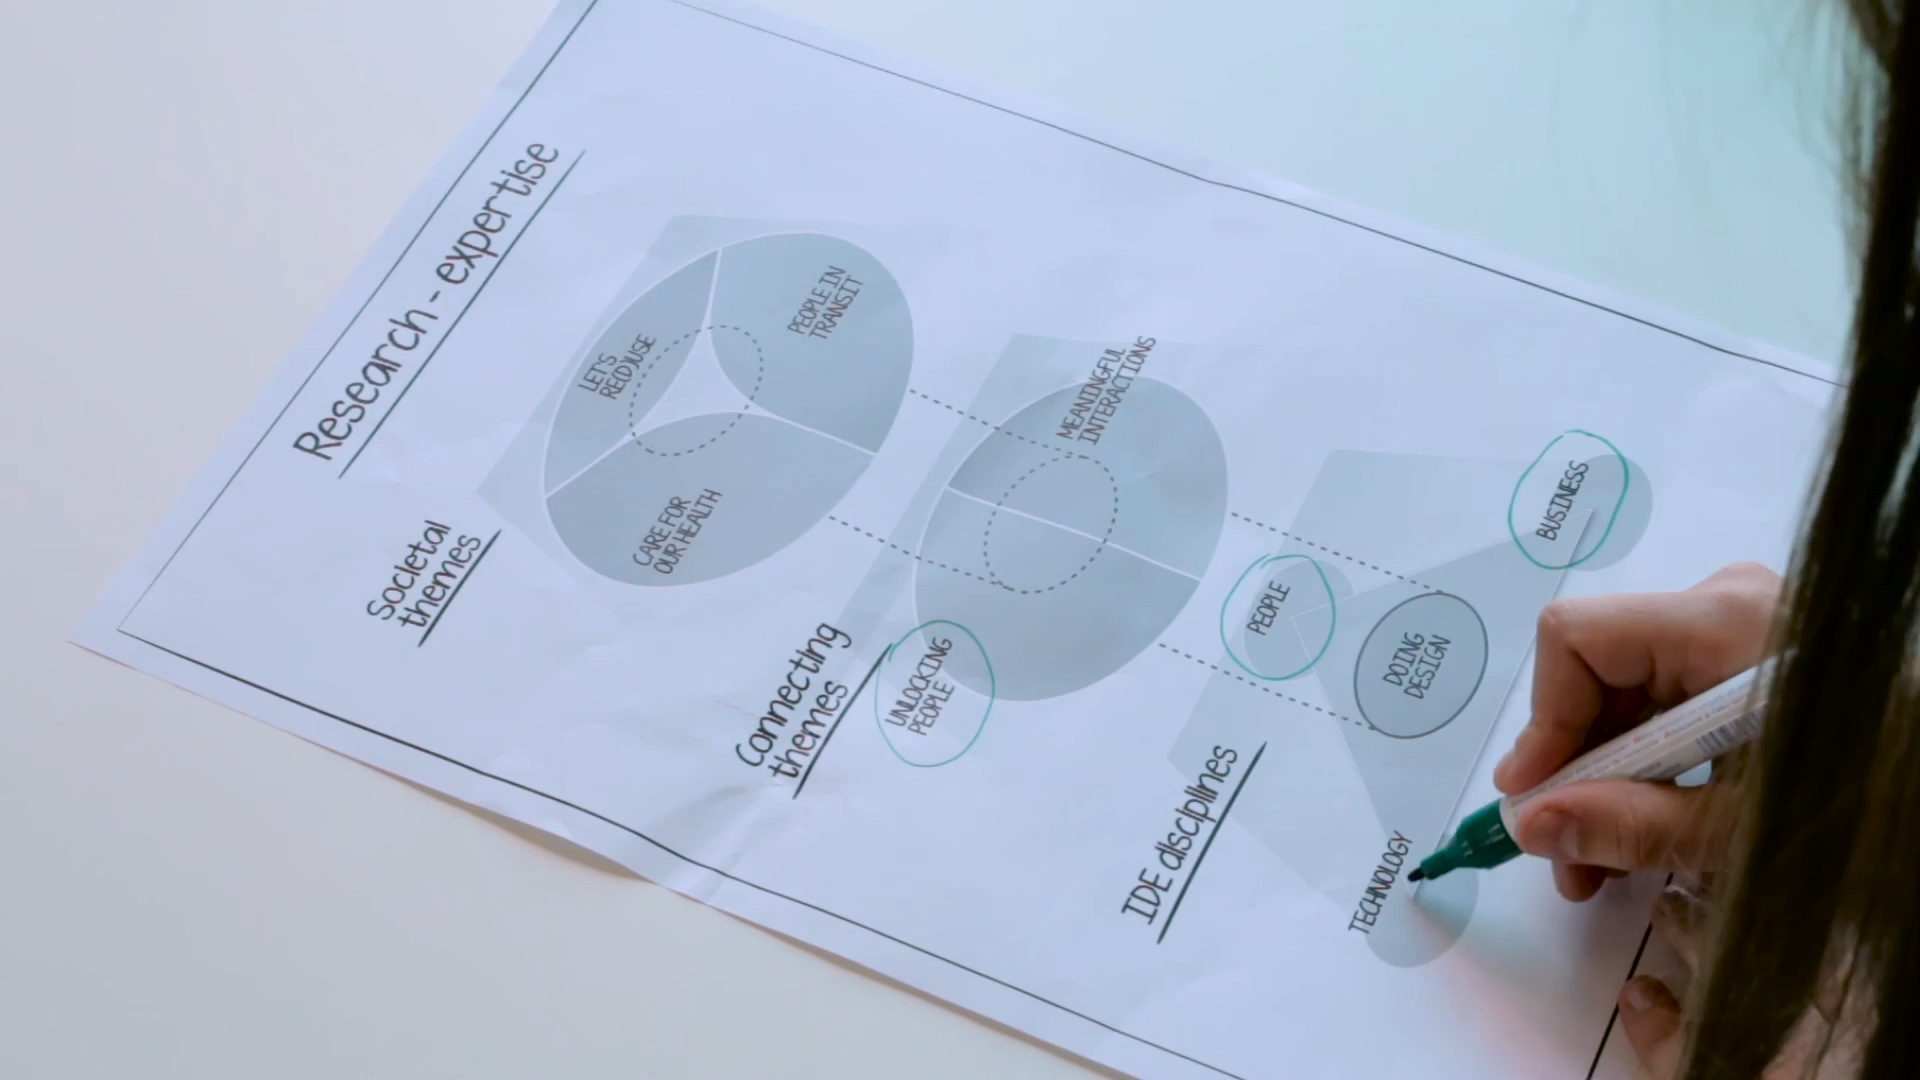 Research - expertise
Societal
themes
LET'S
RE(D)USE
PEOPLE IN
TRANSIT
CARE FOR
OUR HEALTH
Connecting
themes
MEANINGFUL
INTERACTIONS
UNLOCKING
PEOPLE
IDE disciplines
PEOPLE
BUSINESS
DOING
DESIGN
TECHNOLOGY